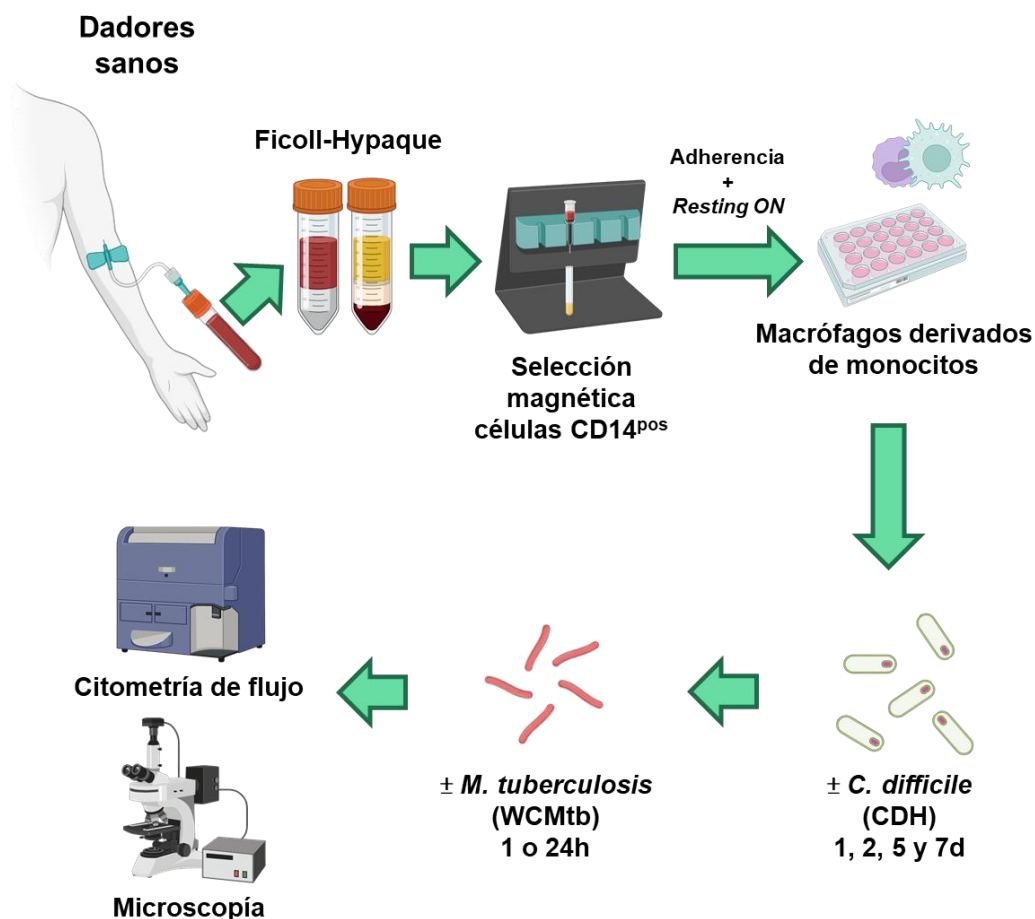 Dadores
sanos
Ficoll-Hypaque
Adherencia
+
Resting ON
Selección
magnética
células CD14pos
Macrófagos derivados
de monocitos
± C. difficile
(CDH)
1, 2, 5 y 7d
± M. tuberculosis
(WCMtb)
1 o 24h
Citometría de flujo
Microscopía